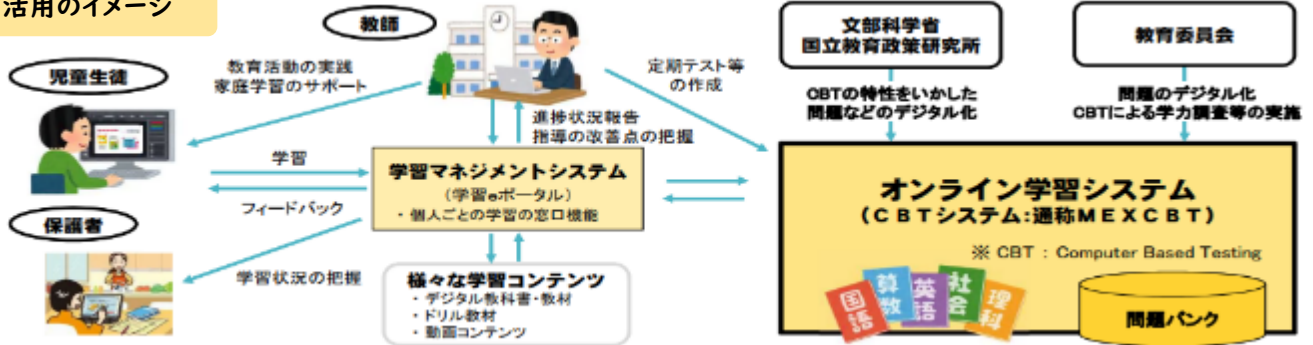 活用のイメージ
教師
児童生徒
教育活動の実践
家庭学習のサポート
定期テスト等
の作成
進捗状況報告
指導の改善点の把握
学習
フィードバック
学習マネジメントシステム
(学習eポータル)
・個人ごとの学習の窓口機能
保護者
学習状況の把握
様々な学習コンテンツ
・デジタル教科書・教材
・ドリル教材
・動画コンテンツ
文部科学省
国立教育政策研究所
教育委員会
CBTの特性をいかした
問題などのデジタル化
問題のデジタル化
CBTによる学力調査等の実施
オンライン学習システム
(CBTシステム:通称MEXCBT)
※ CBT : Computer Based Testing
国語
算数
英語
社会
理科
問題バンク